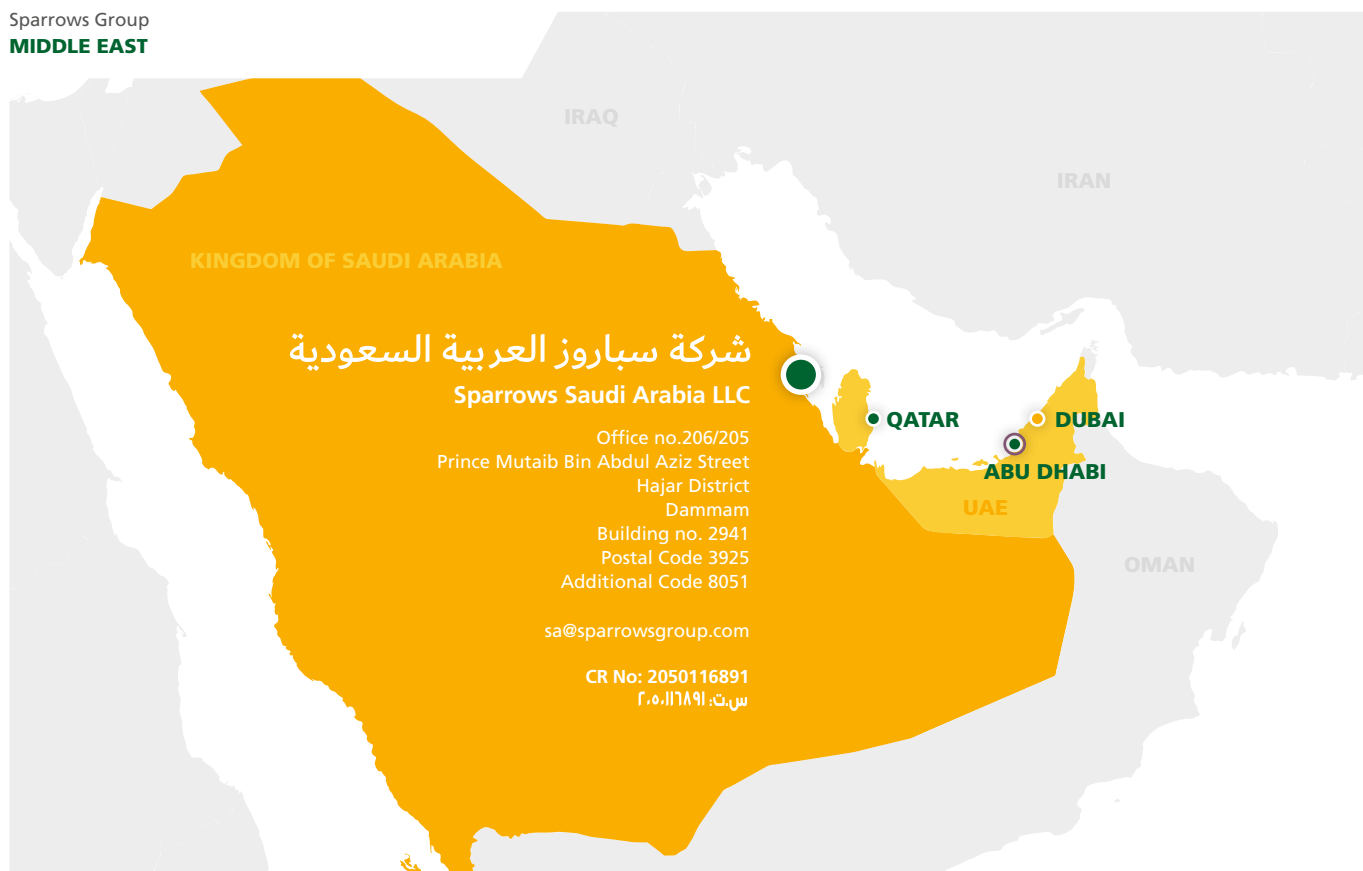 Sparrows Group
MIDDLE EAST
IRAQ
IRAN
KINGDOM OF SAUDI ARABIA
شركة سباروز العربية السعودية
Sparrows Saudi Arabia LLC
Office no.206/205
Prince Mutaib Bin Abdul Aziz Street
Hajar District
Dammam
Building no. 2941
Postal Code 3925
Additional Code 8051
sa@sparrowsgroup.com
CR No: 2050116891
س.ت: ٢٠٥٠١١٦٨٩١
QATAR
DUBAI
ABU DHABI
UAE
OMAN